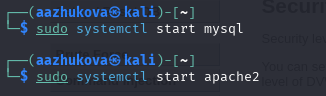 ┌──(aazhukova㉿kali)-[~]
└─$ sudo systemctl start mysql
┌──(aazhukova㉿kali)-[~]
└─$ sudo systemctl start apache2